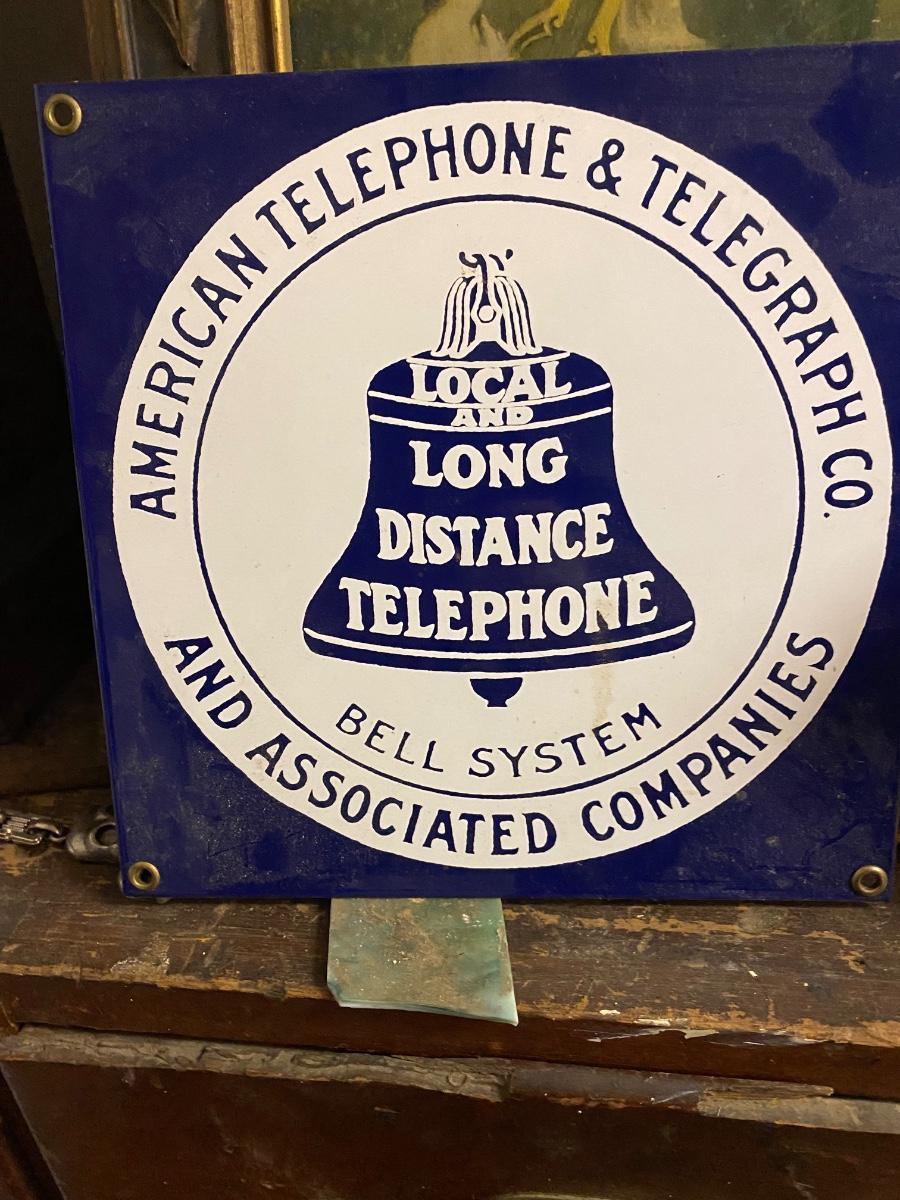 AMERICAN TELEPHONE & TELEGRAPH CO.
LOCAL
AND
LONG
DISTANCE
TELEPHONE
BELL SYSTEM
AND ASSOCIATED COMPANIES